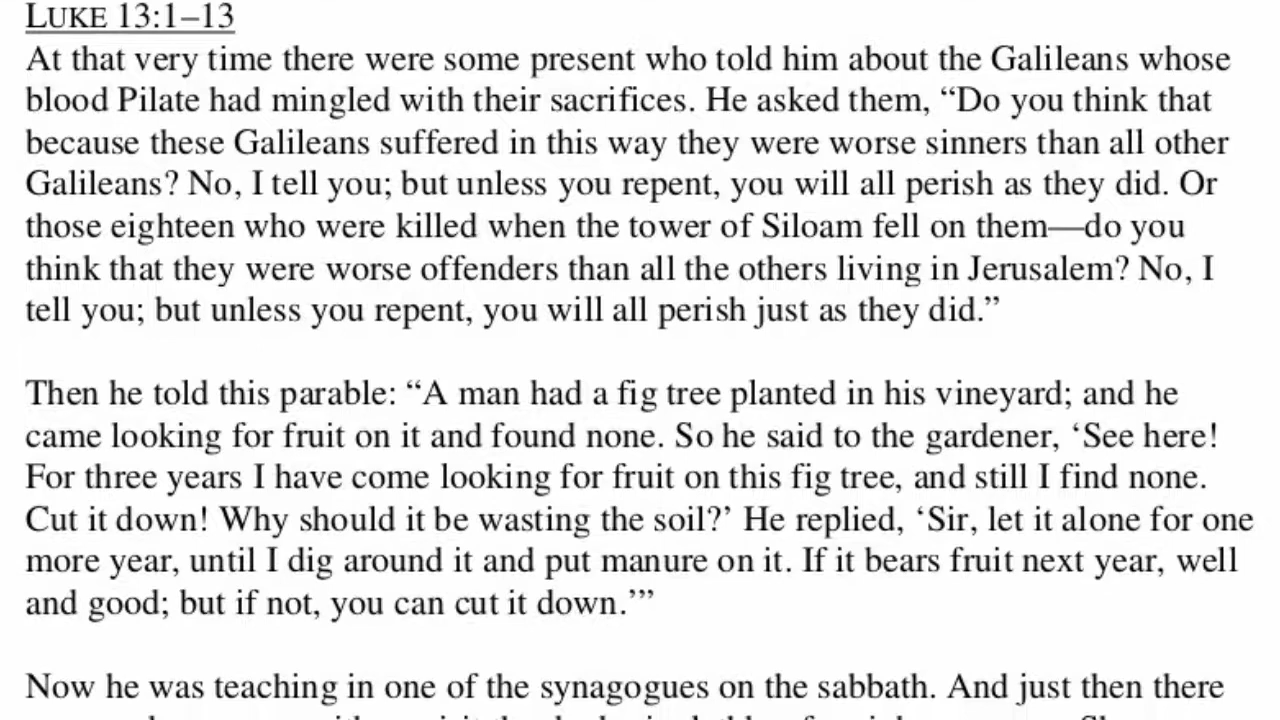 LUKE 13:1–13
At that very time there were some present who told him about the Galileans whose
blood Pilate had mingled with their sacrifices. He asked them, “Do you think that
because these Galileans suffered in this way they were worse sinners than all other
Galileans? No, I tell you; but unless you repent, you will all perish as they did. Or
those eighteen who were killed when the tower of Siloam fell on them—do you
think that they were worse offenders than all the others living in Jerusalem? No, I
tell you; but unless you repent, you will all perish just as they did.”
Then he told this parable: “A man had a fig tree planted in his vineyard; and he
came looking for fruit on it and found none. So he said to the gardener, ‘See here!
For three years I have come looking for fruit on this fig tree, and still I find none.
Cut it down! Why should it be wasting the soil?’ He replied, ‘Sir, let it alone for one
more year, until I dig around it and put manure on it. If it bears fruit next year, well
and good; but if not, you can cut it down.’”
Now he was teaching in one of the synagogues on the sabbath. And just then there